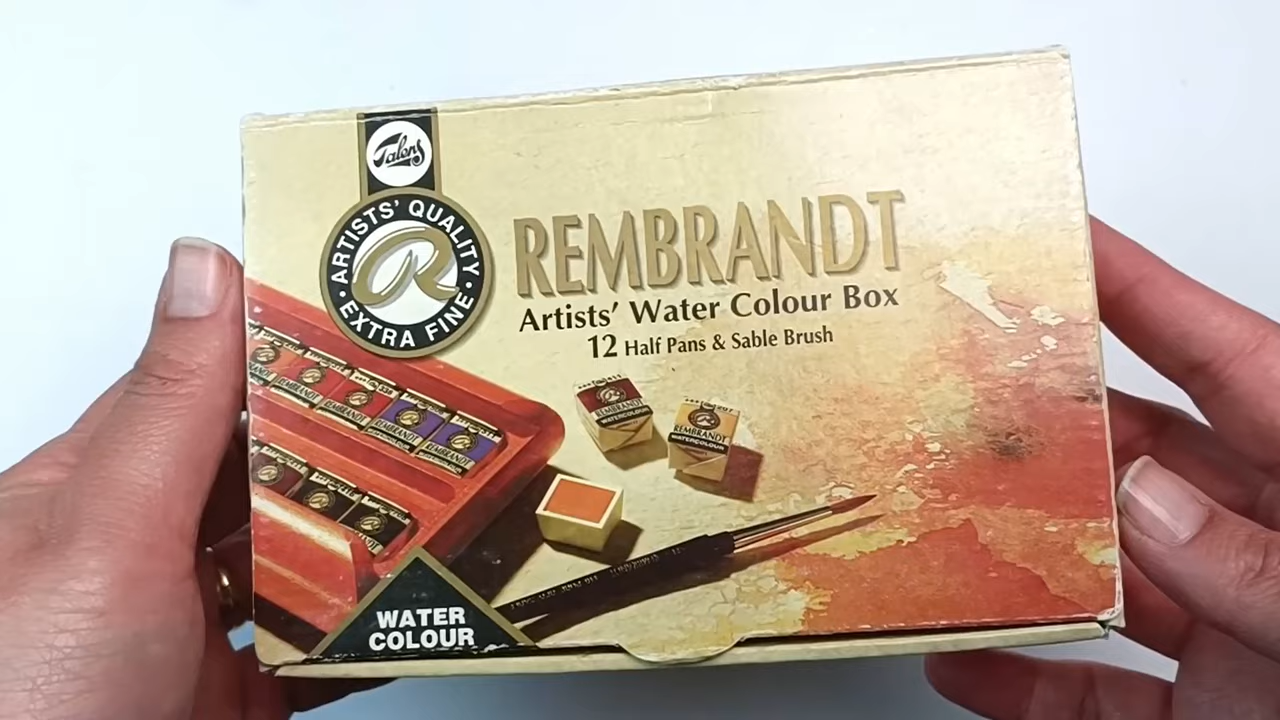 Talens
ARTISTS' QUALITY
R
EXTRA FINE
REMBRANDT
Artists' Water Colour Box
12 Half Pans & Sable Brush
REMBRANDT
WATERCOLOUR
REMBRANDT
WATERCOLOUR
REMBRANDT
REMBRANDT
REMBRANDT
REMBRANDT
WATER
COLOUR